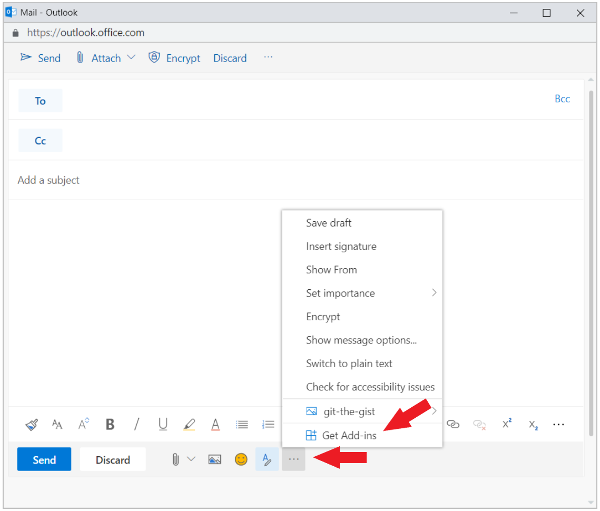 Mail - Outlook
https://outlook.office.com
Send Attach Encrypt Discard ...
To Bcc
Cc
Add a subject
Save draft
Insert signature
Show From
Set importance
Encrypt
Show message options...
Switch to plain text
Check for accessibility issues
git-the-gist
Get Add-ins
A A B I U A x² x₂ ...
Send Discard A ...